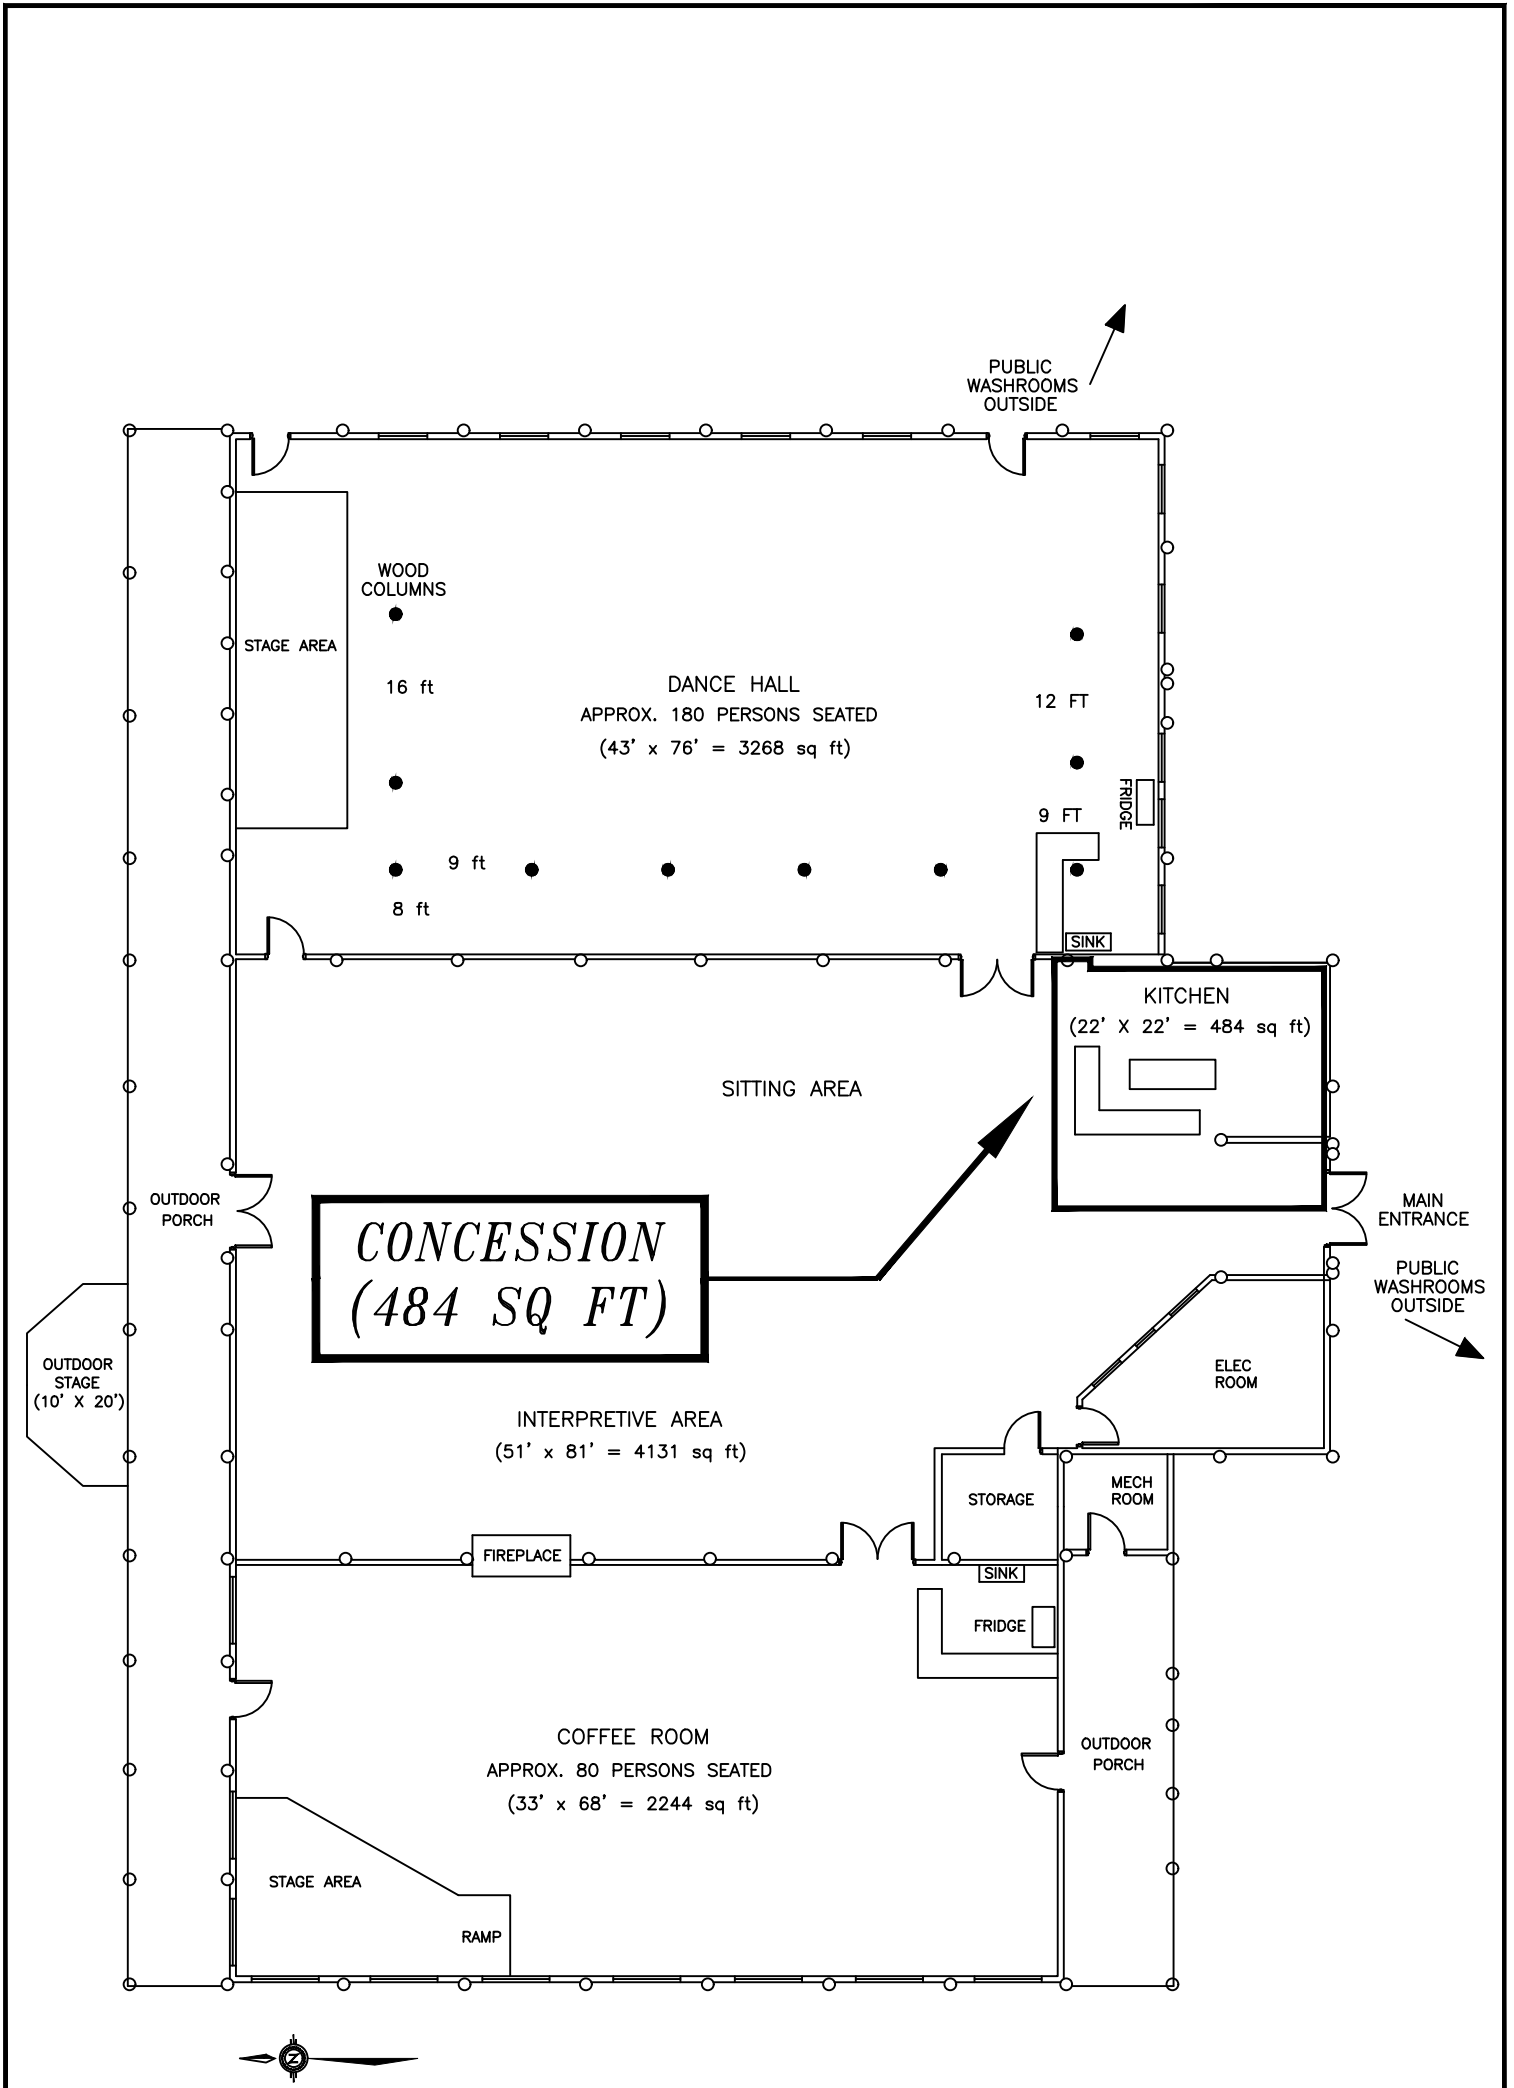 PUBLIC
WASHROOMS
OUTSIDE
WOOD
COLUMNS
STAGE AREA
16 ft
DANCE HALL
APPROX. 180 PERSONS SEATED
(43' x 76' = 3268 sq ft)
12 FT
FRIDGE
9 FT
9 ft
8 ft
SINK
KITCHEN
(22' X 22' = 484 sq ft)
SITTING AREA
OUTDOOR
PORCH
MAIN
ENTRANCE
CONCESSION
(484 SQ FT)
PUBLIC
WASHROOMS
OUTSIDE
OUTDOOR
STAGE
(10' X 20')
ELEC
ROOM
INTERPRETIVE AREA
(51' x 81' = 4131 sq ft)
STORAGE
MECH
ROOM
FIREPLACE
SINK
FRIDGE
COFFEE ROOM
APPROX. 80 PERSONS SEATED
(33' x 68' = 2244 sq ft)
OUTDOOR
PORCH
STAGE AREA
RAMP
N